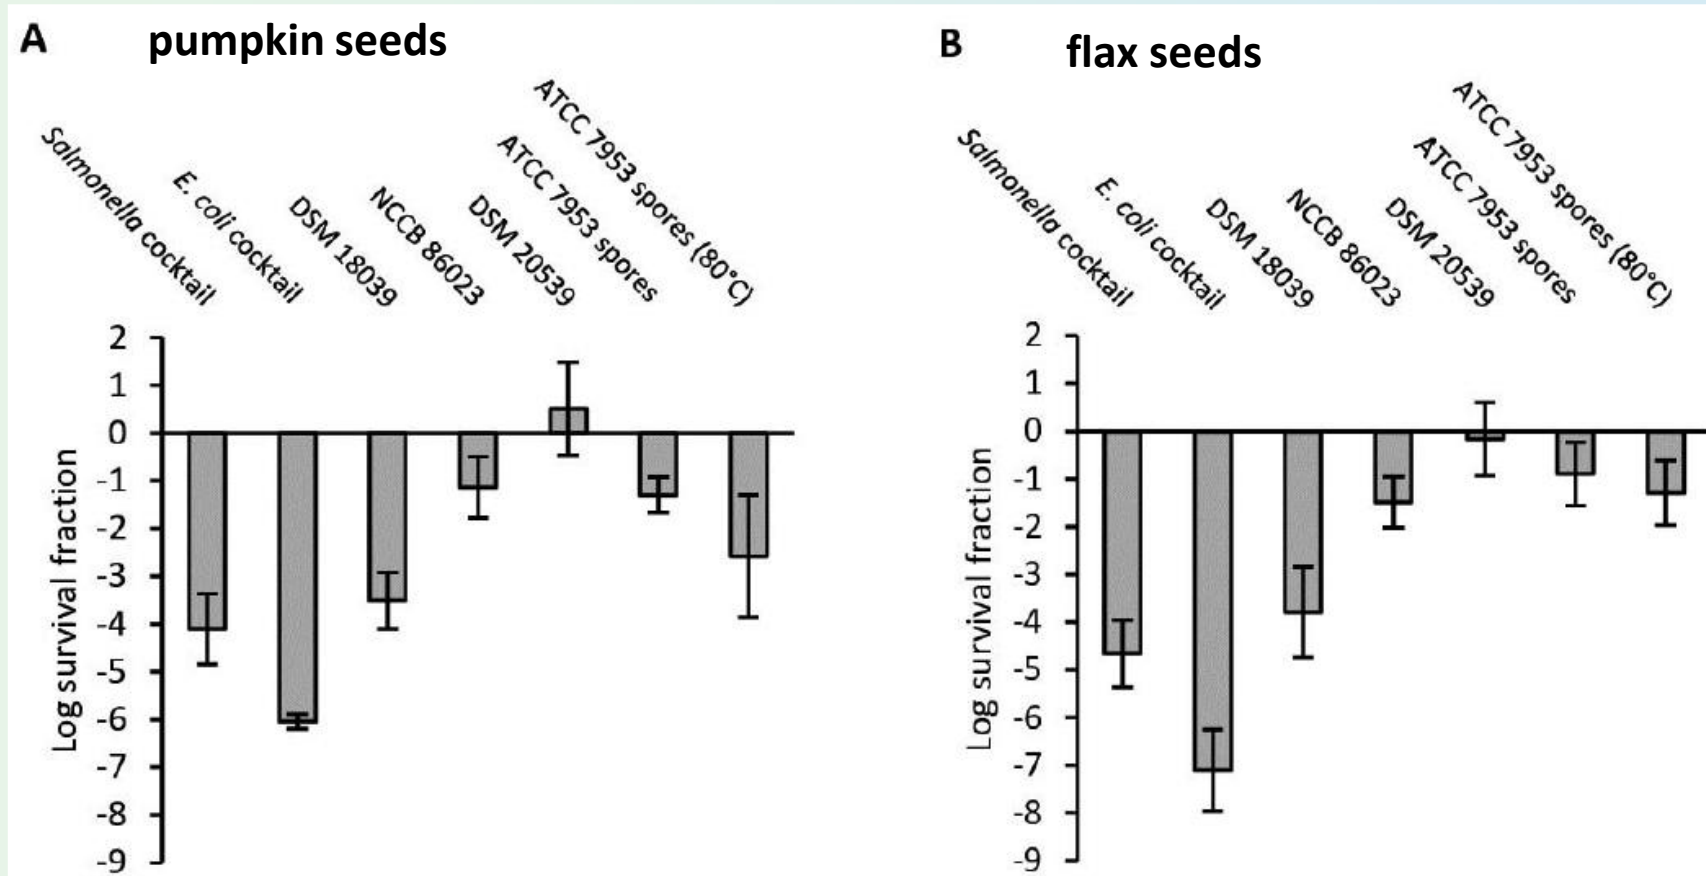 A pumpkin seeds
Salmonella cocktail
E. coli cocktail
DSM 18039
NCCB 86023
DSM 20539
ATCC 7953 spores
ATCC 7953 spores (80°C)
Log survival fraction
2
1
0
-1
-2
-3
-4
-5
-6
-7
-8
-9
B flax seeds
Salmonella cocktail
E. coli cocktail
DSM 18039
NCCB 86023
DSM 20539
ATCC 7953 spores
ATCC 7953 spores (80°C)
Log survival fraction
2
1
0
-1
-2
-3
-4
-5
-6
-7
-8
-9